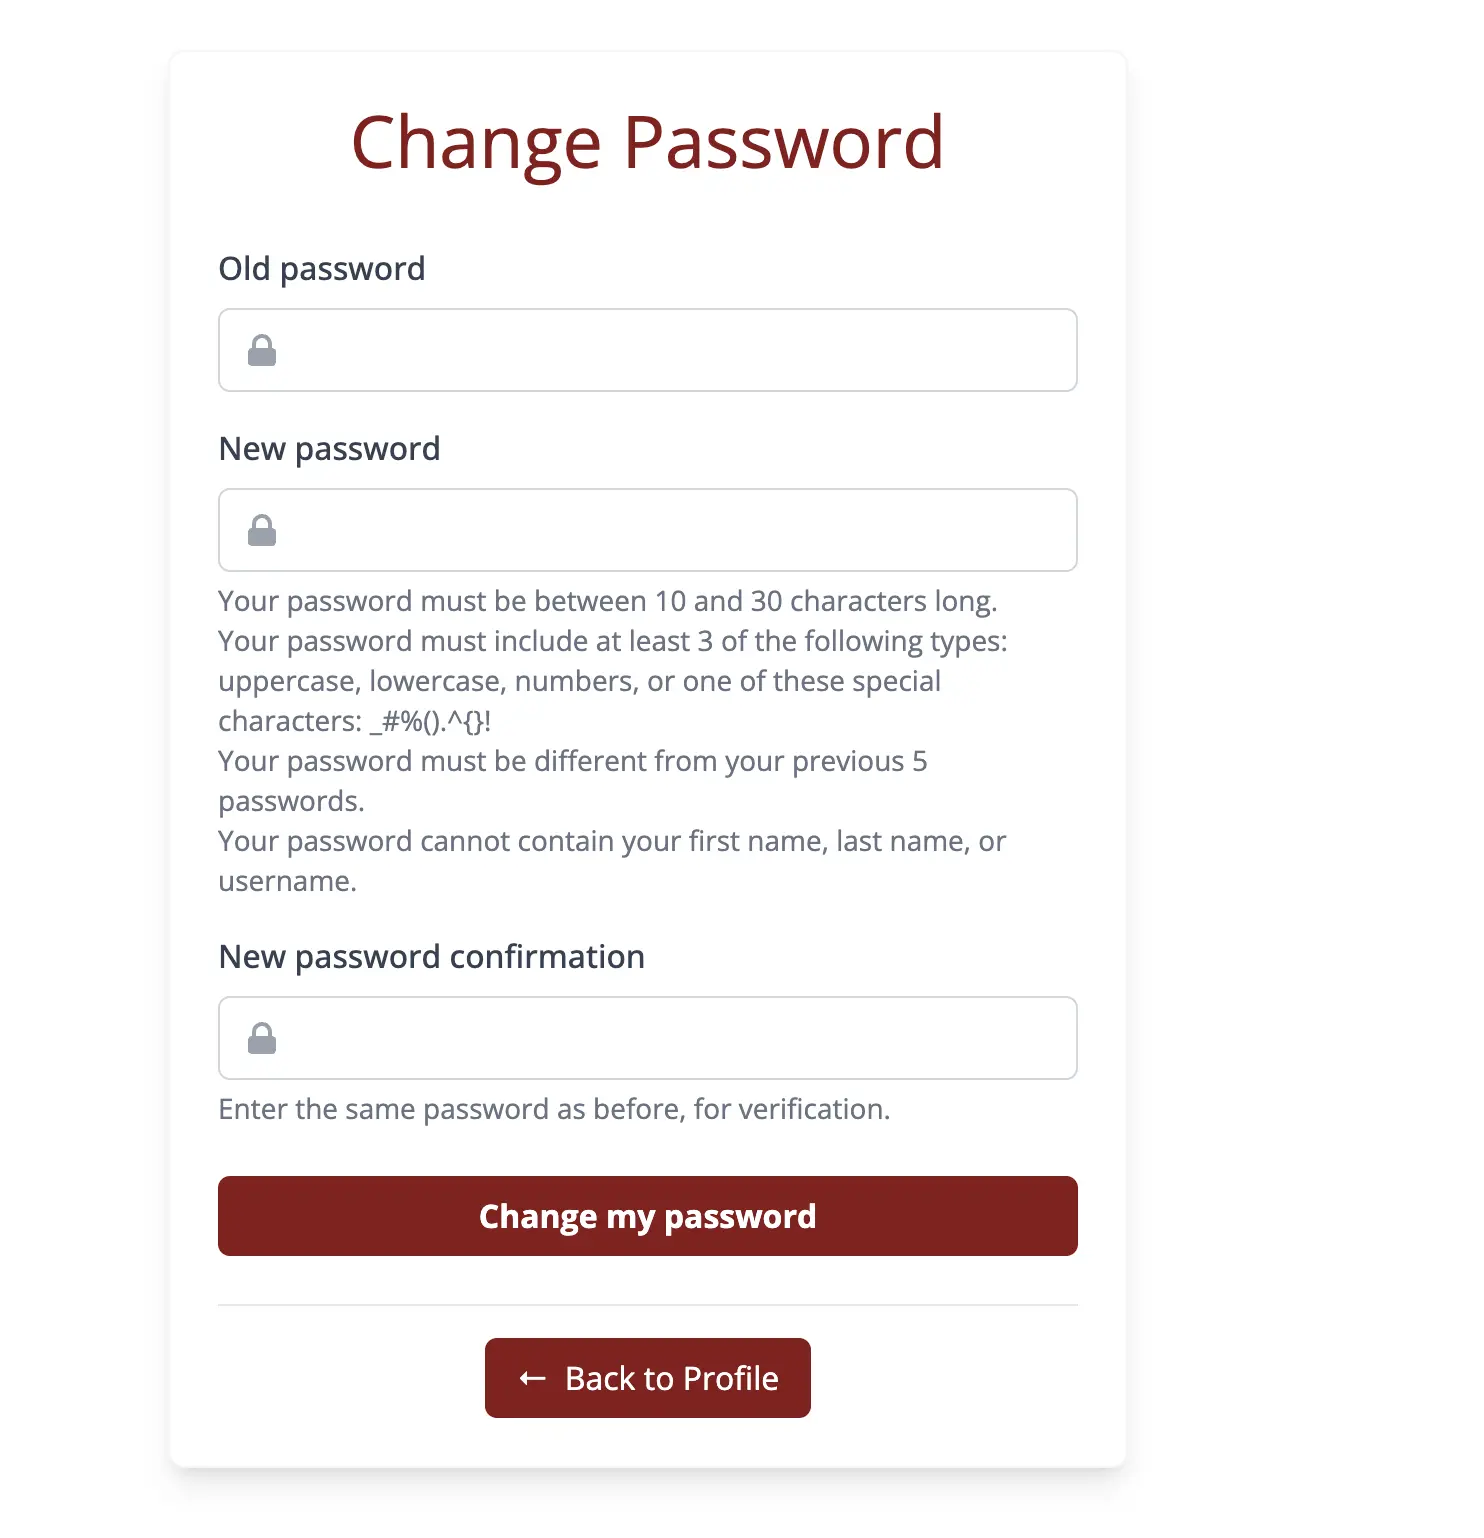 Change Password
Old password
New password
Your password must be between 10 and 30 characters long.
Your password must include at least 3 of the following types:
uppercase, lowercase, numbers, or one of these special
characters: _#%().^{}!
Your password must be different from your previous 5
passwords.
Your password cannot contain your first name, last name, or
username.
New password confirmation
Enter the same password as before, for verification.
Change my password
← Back to Profile